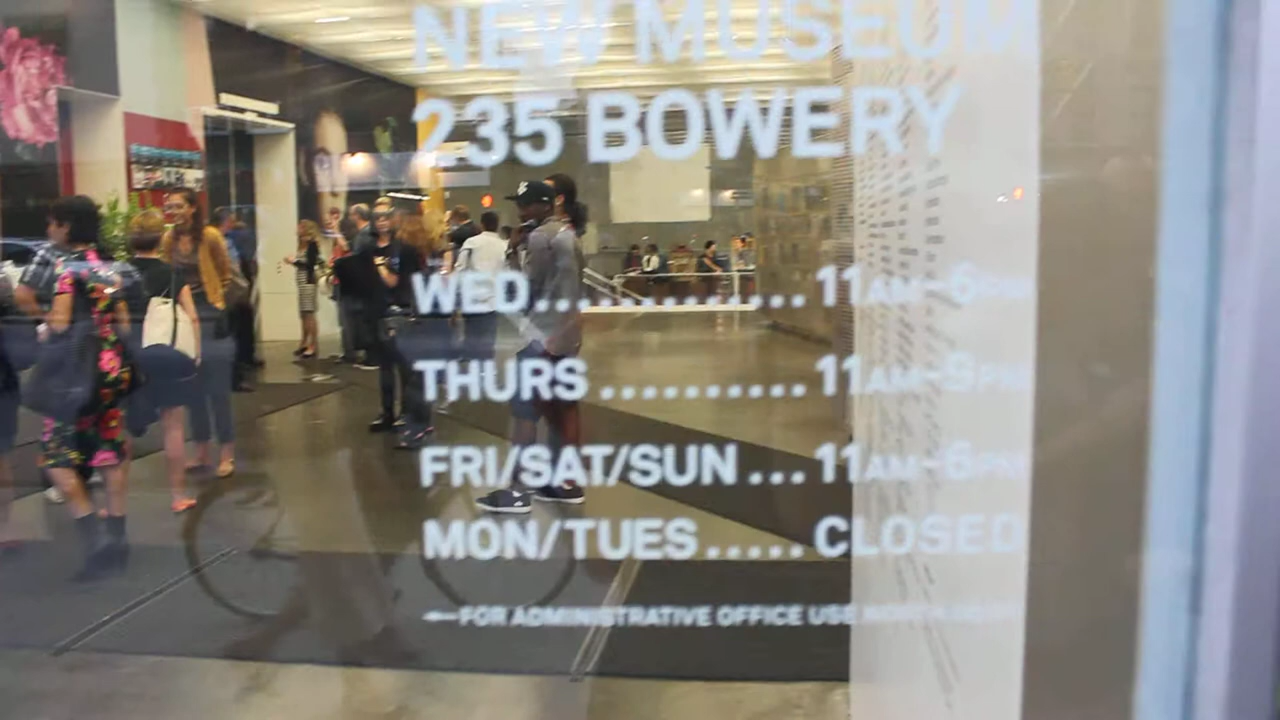 NEW MUSEUM
235 BOWERY
WED............. 11AM-6PM
THURS .......... 11AM-9PM
FRI/SAT/SUN ... 11AM-6PM
MON/TUES..... CLOSED
←FOR ADMINISTRATIVE OFFICE USE